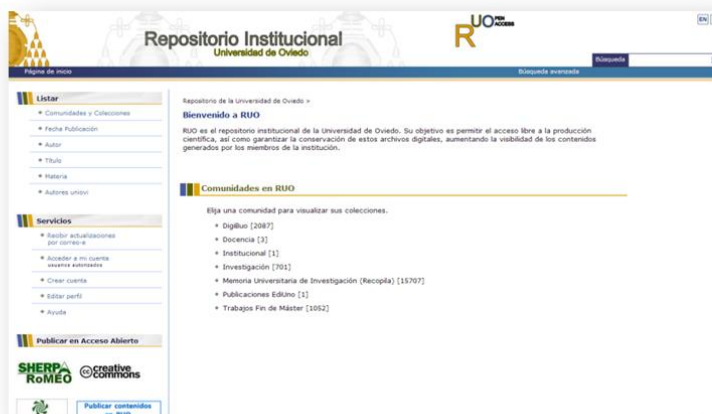 Repositorio Institucional
Universidad de Oviedo
RUO OPEN ACCESS
EN
Búsqueda
Página de inicio
Búsqueda avanzada
Listar
Comunidades y Colecciones
Fecha Publicación
Autor
Título
Materia
Autores uniovi
Servicios
Recibir actualizaciones
por correo-e
Acceder a mi cuenta
usuarios autorizados
Crear cuenta
Editar perfil
Ayuda
Publicar en Acceso Abierto
SHERPA
RoMEO
creative
commons
Publicar contenidos
en RUO
Repositorio de la Universidad de Oviedo >
Bienvenido a RUO
RUO es el repositorio institucional de la Universidad de Oviedo. Su objetivo es permitir el acceso libre a la producción
científica, así como garantizar la conservación de estos archivos digitales, aumentando la visibilidad de los contenidos
generados por los miembros de la institución.
Comunidades en RUO
Elija una comunidad para visualizar sus colecciones.
DigiBuo [2087]
Docencia [3]
Institucional [1]
Investigación [701]
Memoria Universitaria de Investigación (Recopila) [15707]
Publicaciones EdiUno [1]
Trabajos Fin de Máster [1052]